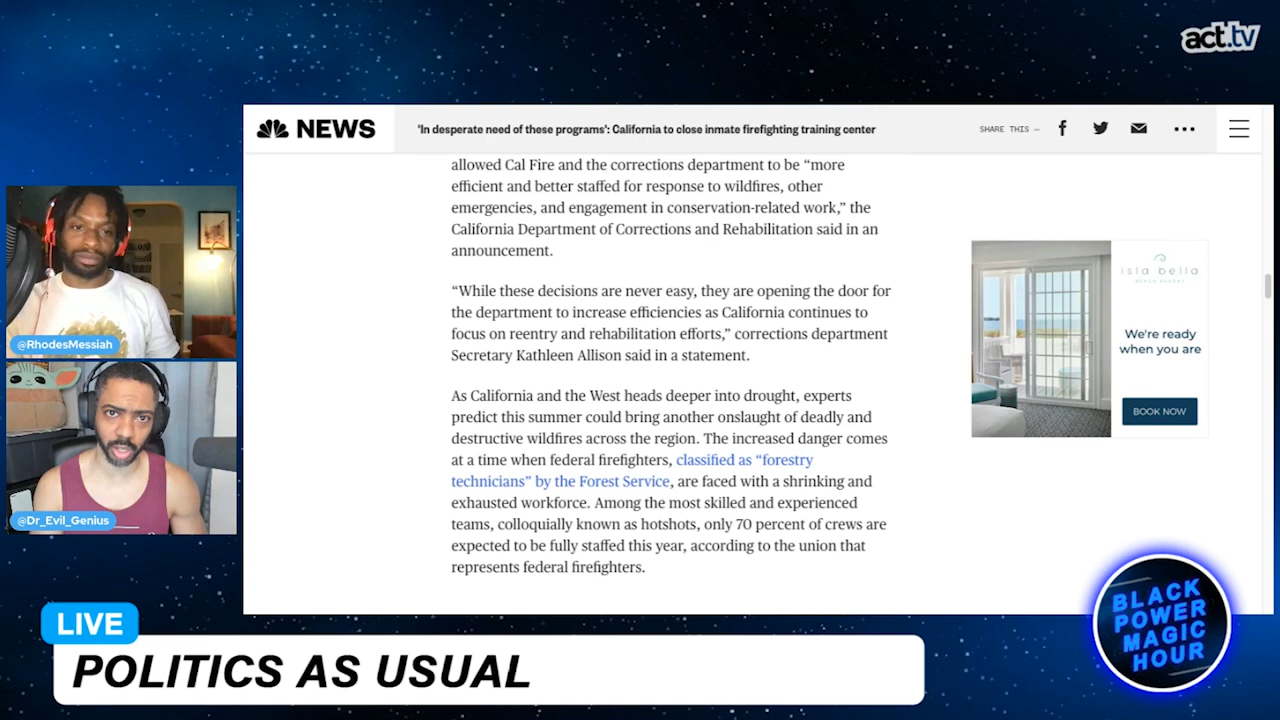 act.tv
NEWS
'In desperate need of these programs': California to close inmate firefighting training center
SHARE THIS —
allowed Cal Fire and the corrections department to be “more
efficient and better staffed for response to wildfires, other
emergencies, and engagement in conservation-related work,” the
California Department of Corrections and Rehabilitation said in an
announcement.
“While these decisions are never easy, they are opening the door for
the department to increase efficiencies as California continues to
focus on reentry and rehabilitation efforts,” corrections department
Secretary Kathleen Allison said in a statement.
As California and the West heads deeper into drought, experts
predict this summer could bring another onslaught of deadly and
destructive wildfires across the region. The increased danger comes
at a time when federal firefighters, classified as “forestry
technicians” by the Forest Service, are faced with a shrinking and
exhausted workforce. Among the most skilled and experienced
teams, colloquially known as hotshots, only 70 percent of crews are
expected to be fully staffed this year, according to the union that
represents federal firefighters.
isla bella
BEACH RESORT
We're ready
when you are
BOOK NOW
@RhodesMessiah
@Dr_Evil_Genius
LIVE
POLITICS AS USUAL
BLACK
POWER
MAGIC
HOUR